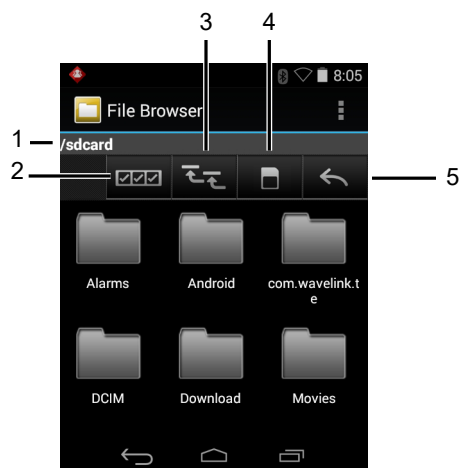 3 4
8:05
File Browser
1 /sdcard
2 5
Alarms Android com.wavelink.t
e
DCIM Download Movies